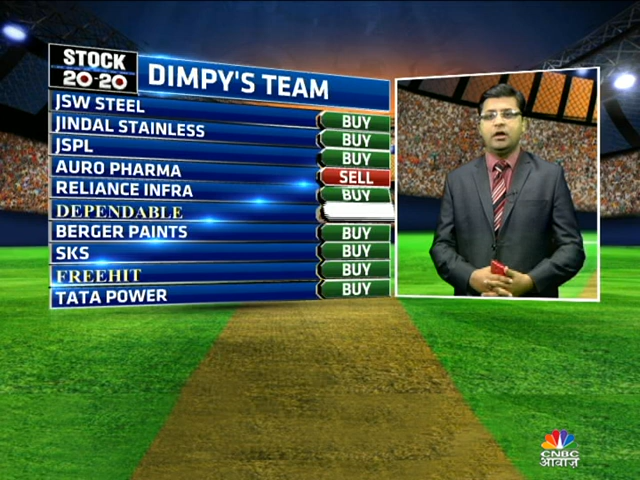 STOCK
20-20
DIMPY'S TEAM
JSW STEEL BUY
JINDAL STAINLESS BUY
JSPL BUY
AURO PHARMA SELL
RELIANCE INFRA BUY
DEPENDABLE
BERGER PAINTS BUY
SKS BUY
FREEHIT BUY
TATA POWER BUY
CNBC
आवाज़